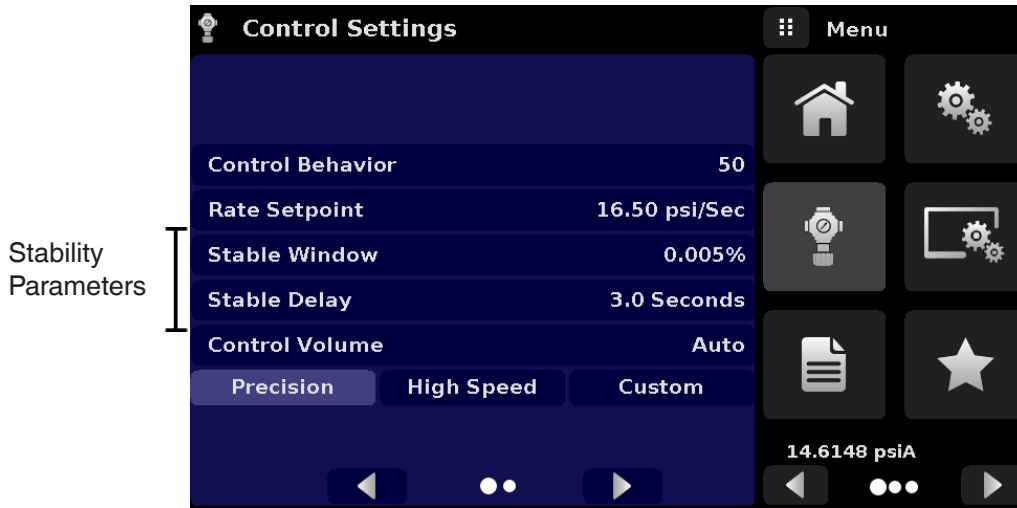 Control Settings
Menu
Control Behavior 50
Rate Setpoint 16.50 psi/Sec
Stability
Parameters
Stable Window 0.005%
Stable Delay 3.0 Seconds
Control Volume Auto
Precision High Speed Custom
14.6148 psiA